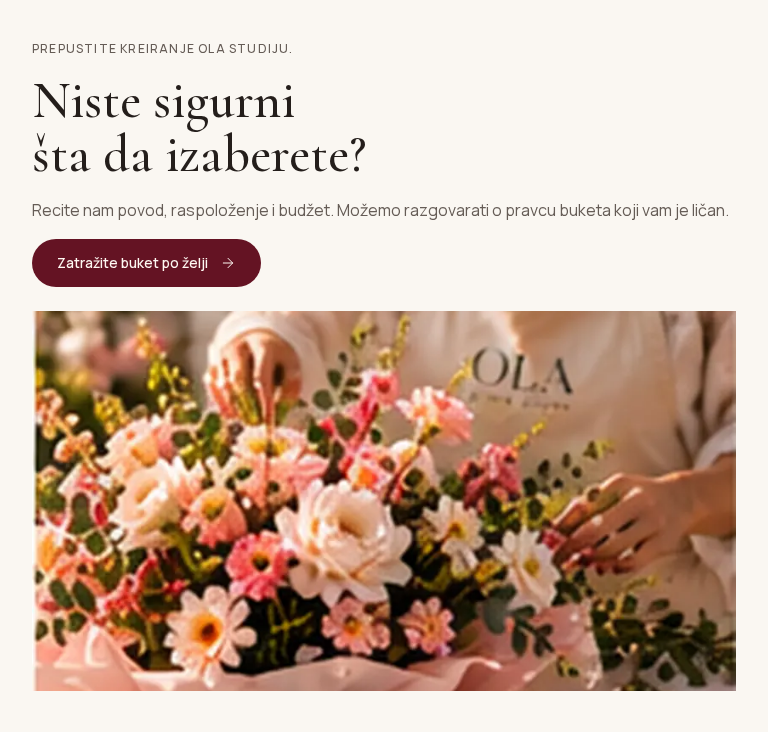 PREPUSTITE KREIRANJE OLA STUDIJU.
Niste sigurni
šta da izaberete?
Recite nam povod, raspoloženje i budžet. Možemo razgovarati o pravcu buketa koji vam je ličan.
Zatražite buket po želji
OLA